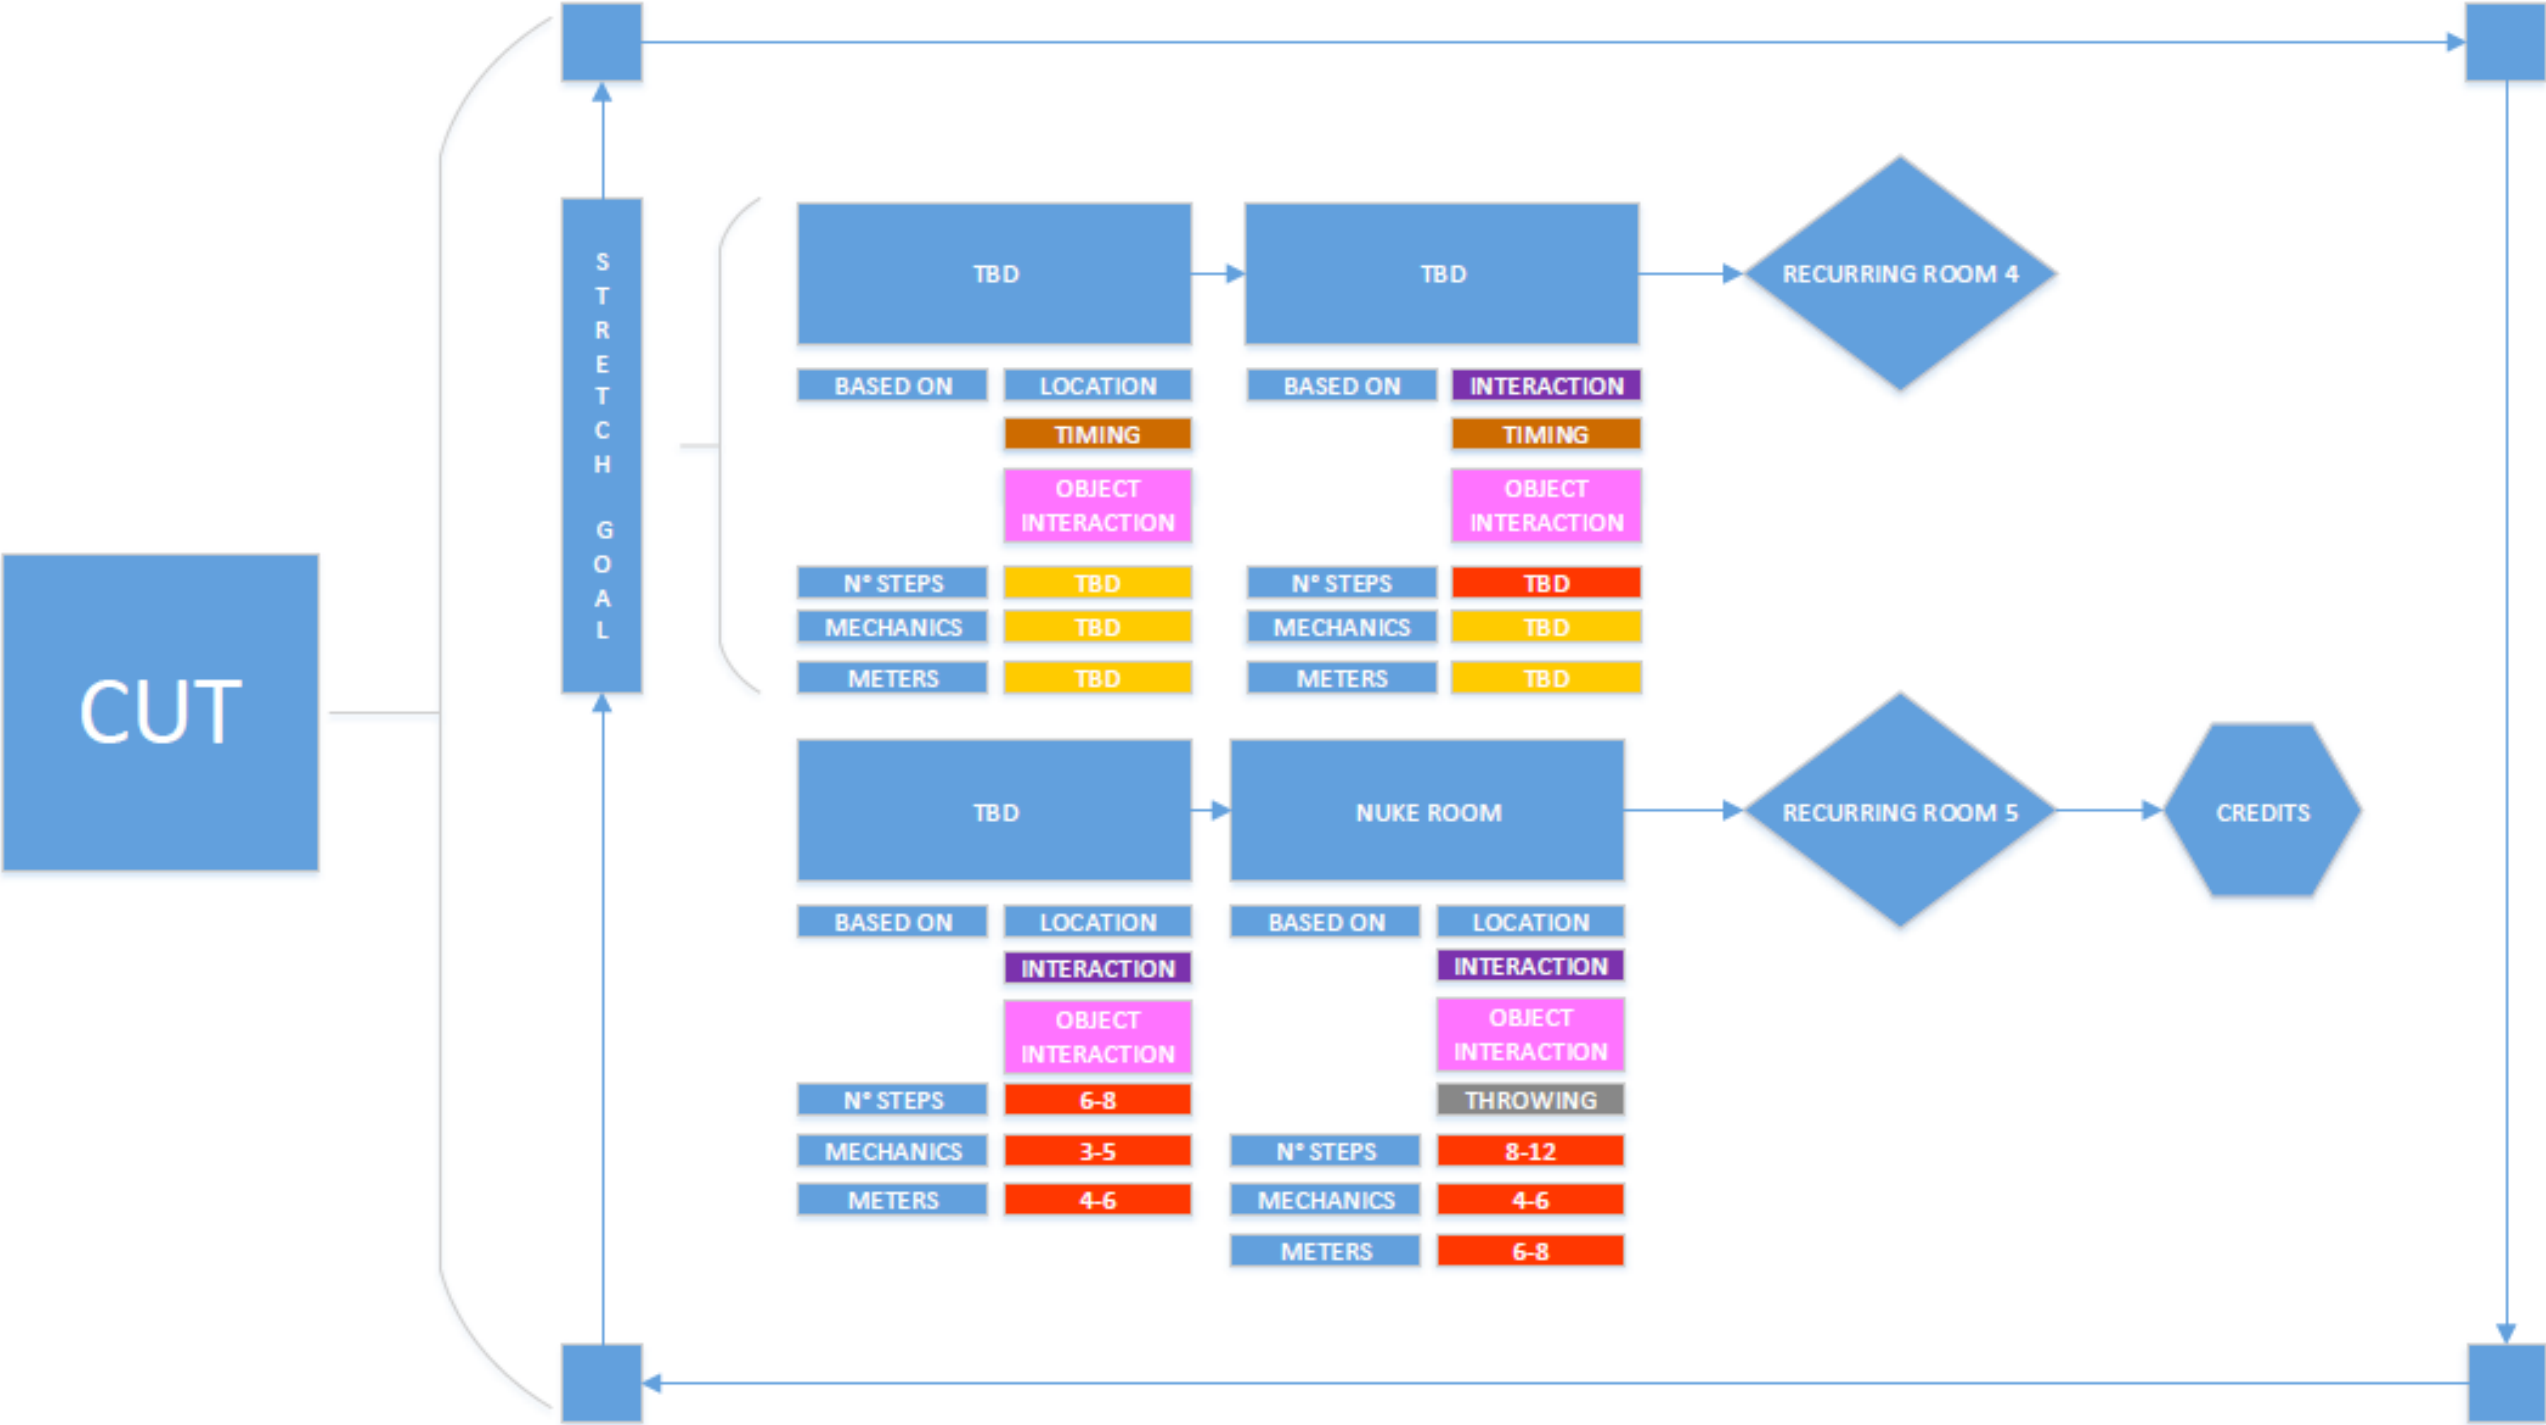 CUT
STRETCH GOAL
TBD
TBD
RECURRING ROOM 4
BASED ON
LOCATION
BASED ON
INTERACTION
TIMING
TIMING
OBJECT
INTERACTION
OBJECT
INTERACTION
N° STEPS
TBD
N° STEPS
TBD
MECHANICS
TBD
MECHANICS
TBD
METERS
TBD
METERS
TBD
TBD
NUKE ROOM
RECURRING ROOM 5
CREDITS
BASED ON
LOCATION
BASED ON
LOCATION
INTERACTION
INTERACTION
OBJECT
INTERACTION
OBJECT
INTERACTION
N° STEPS
6-8
THROWING
MECHANICS
3-5
N° STEPS
8-12
METERS
4-6
MECHANICS
4-6
METERS
6-8